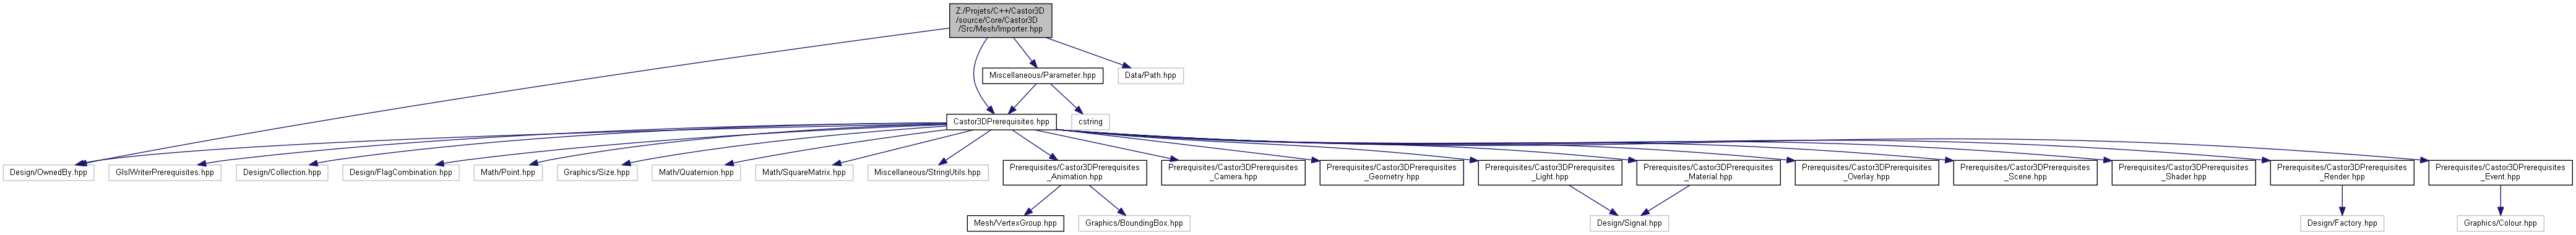 Z:/Projets/C++/Castor3D
/source/Core/Castor3D
/Src/Mesh/Importer.hpp
Miscellaneous/Parameter.hpp
Data/Path.hpp
Castor3DPrerequisites.hpp
cstring
Design/OwnedBy.hpp
GlslWriterPrerequisites.hpp
Design/Collection.hpp
Design/FlagCombination.hpp
Math/Point.hpp
Graphics/Size.hpp
Math/Quaternion.hpp
Math/SquareMatrix.hpp
Miscellaneous/StringUtils.hpp
Prerequisites/Castor3DPrerequisites
_Animation.hpp
Prerequisites/Castor3DPrerequisites
_Camera.hpp
Prerequisites/Castor3DPrerequisites
_Geometry.hpp
Prerequisites/Castor3DPrerequisites
_Light.hpp
Prerequisites/Castor3DPrerequisites
_Material.hpp
Prerequisites/Castor3DPrerequisites
_Overlay.hpp
Prerequisites/Castor3DPrerequisites
_Scene.hpp
Prerequisites/Castor3DPrerequisites
_Shader.hpp
Prerequisites/Castor3DPrerequisites
_Render.hpp
Prerequisites/Castor3DPrerequisites
_Event.hpp
Mesh/VertexGroup.hpp
Graphics/BoundingBox.hpp
Design/Signal.hpp
Design/Factory.hpp
Graphics/Colour.hpp